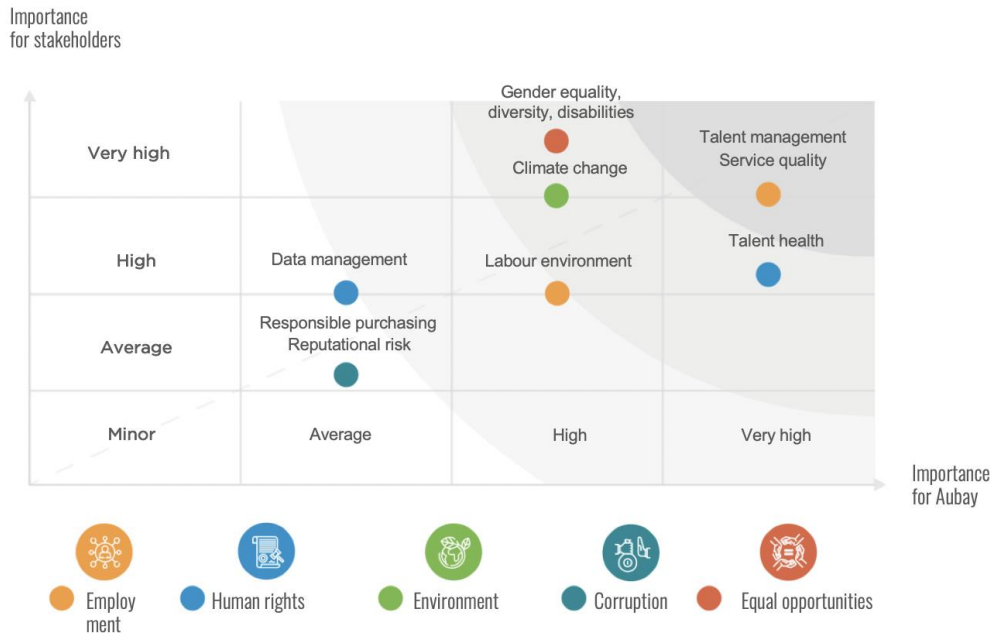 Importance
for stakeholders
Gender equality,
diversity, disabilities
Very high
Talent management
Service quality
Climate change
High
Data management
Labour environment
Talent health
Average
Responsible purchasing
Reputational risk
Minor
Average
High
Very high
Importance
for Aubay
Employ
ment
Human rights
Environment
Corruption
Equal opportunities